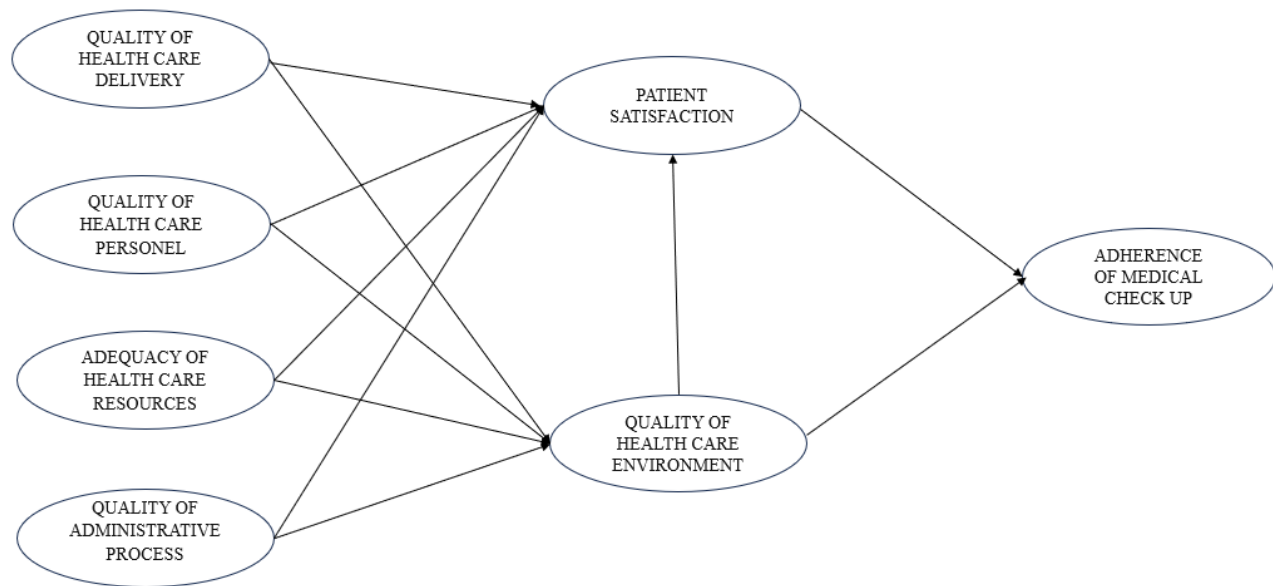 QUALITY OF
HEALTH CARE
DELIVERY
PATIENT
SATISFACTION
QUALITY OF
HEALTH CARE
PERSONEL
ADHERENCE
OF MEDICAL
CHECK UP
ADEQUACY OF
HEALTH CARE
RESOURCES
QUALITY OF
HEALTH CARE
ENVIRONMENT
QUALITY OF
ADMINISTRATIVE
PROCESS